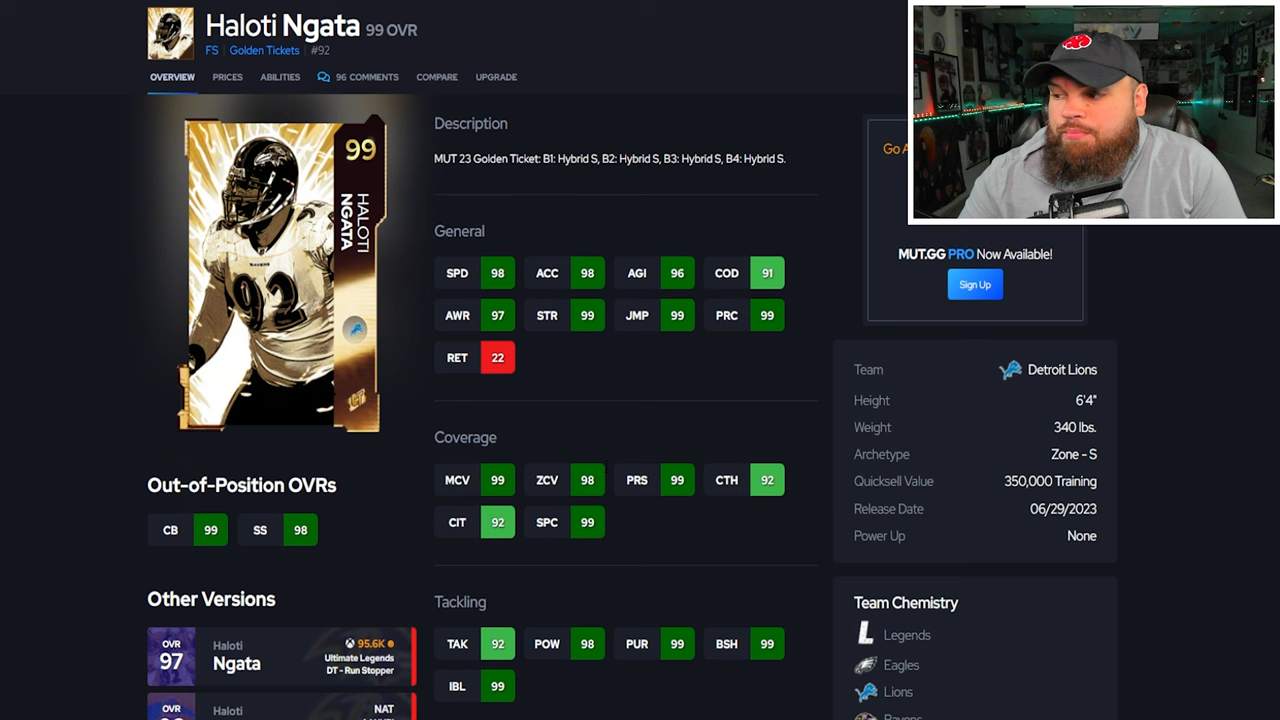 Haloti Ngata 99 OVR
FS | Golden Tickets | #92
OVERVIEW PRICES ABILITIES 96 COMMENTS COMPARE UPGRADE
99
HALOTI
NGATA
RAVENS
92
Description
MUT 23 Golden Ticket: B1: Hybrid S, B2: Hybrid S, B3: Hybrid S, B4: Hybrid S.
General
SPD 98 ACC 98 AGI 96 COD 91
AWR 97 STR 99 JMP 99 PRC 99
RET 22
Coverage
MCV 99 ZCV 98 PRS 99 CTH 92
CIT 92 SPC 99
Tackling
TAK 92 POW 98 PUR 99 BSH 99
IBL 99
Out-of-Position OVRs
CB 99 SS 98
Other Versions
OVR
97
Haloti
Ngata
95.6K
Ultimate Legends
DT - Run Stopper
OVR
Haloti
NAT
Go
MUT.GG PRO Now Available!
Sign Up
Team Detroit Lions
Height 6'4"
Weight 340 lbs.
Archetype Zone - S
Quicksell Value 350,000 Training
Release Date 06/29/2023
Power Up None
Team Chemistry
L Legends
Eagles
Lions
Ravens